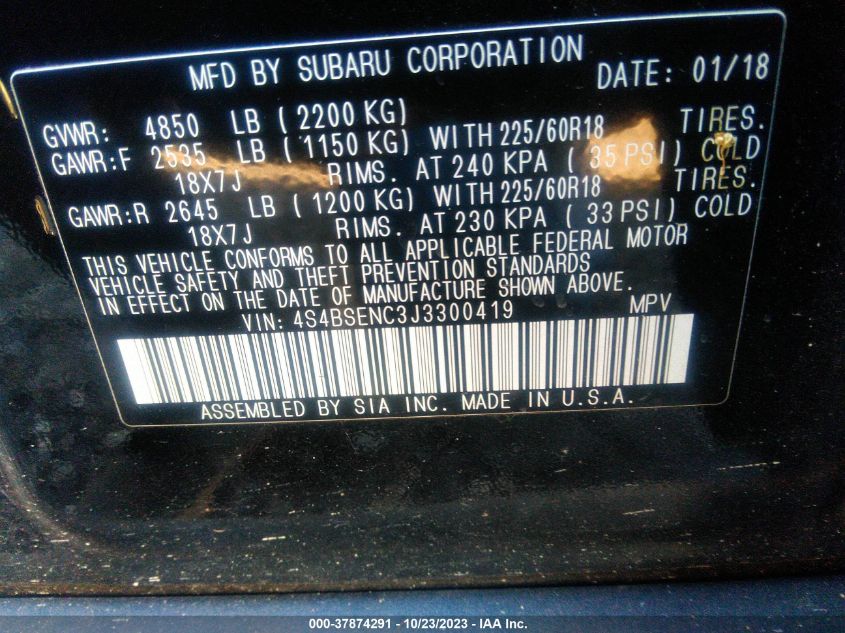 MFD BY SUBARU CORPORATION DATE: 01/18
GVWR: 4850 LB (2200 KG)
GAWR:F 2535 LB (1150 KG) WITH 225/60R18 TIRES.
18X7J RIMS. AT 240 KPA (35 PSI) COLD
GAWR:R 2645 LB (1200 KG) WITH 225/60R18 TIRES.
18X7J RIMS. AT 230 KPA (33 PSI) COLD
THIS VEHICLE CONFORMS TO ALL APPLICABLE FEDERAL MOTOR
VEHICLE SAFETY AND THEFT PREVENTION STANDARDS
IN EFFECT ON THE DATE OF MANUFACTURE SHOWN ABOVE.
VIN: 4S4BSENC3J3300419 MPV
ASSEMBLED BY SIA INC. MADE IN U.S.A.
000-37874291 - 10/23/2023 - IAA Inc.